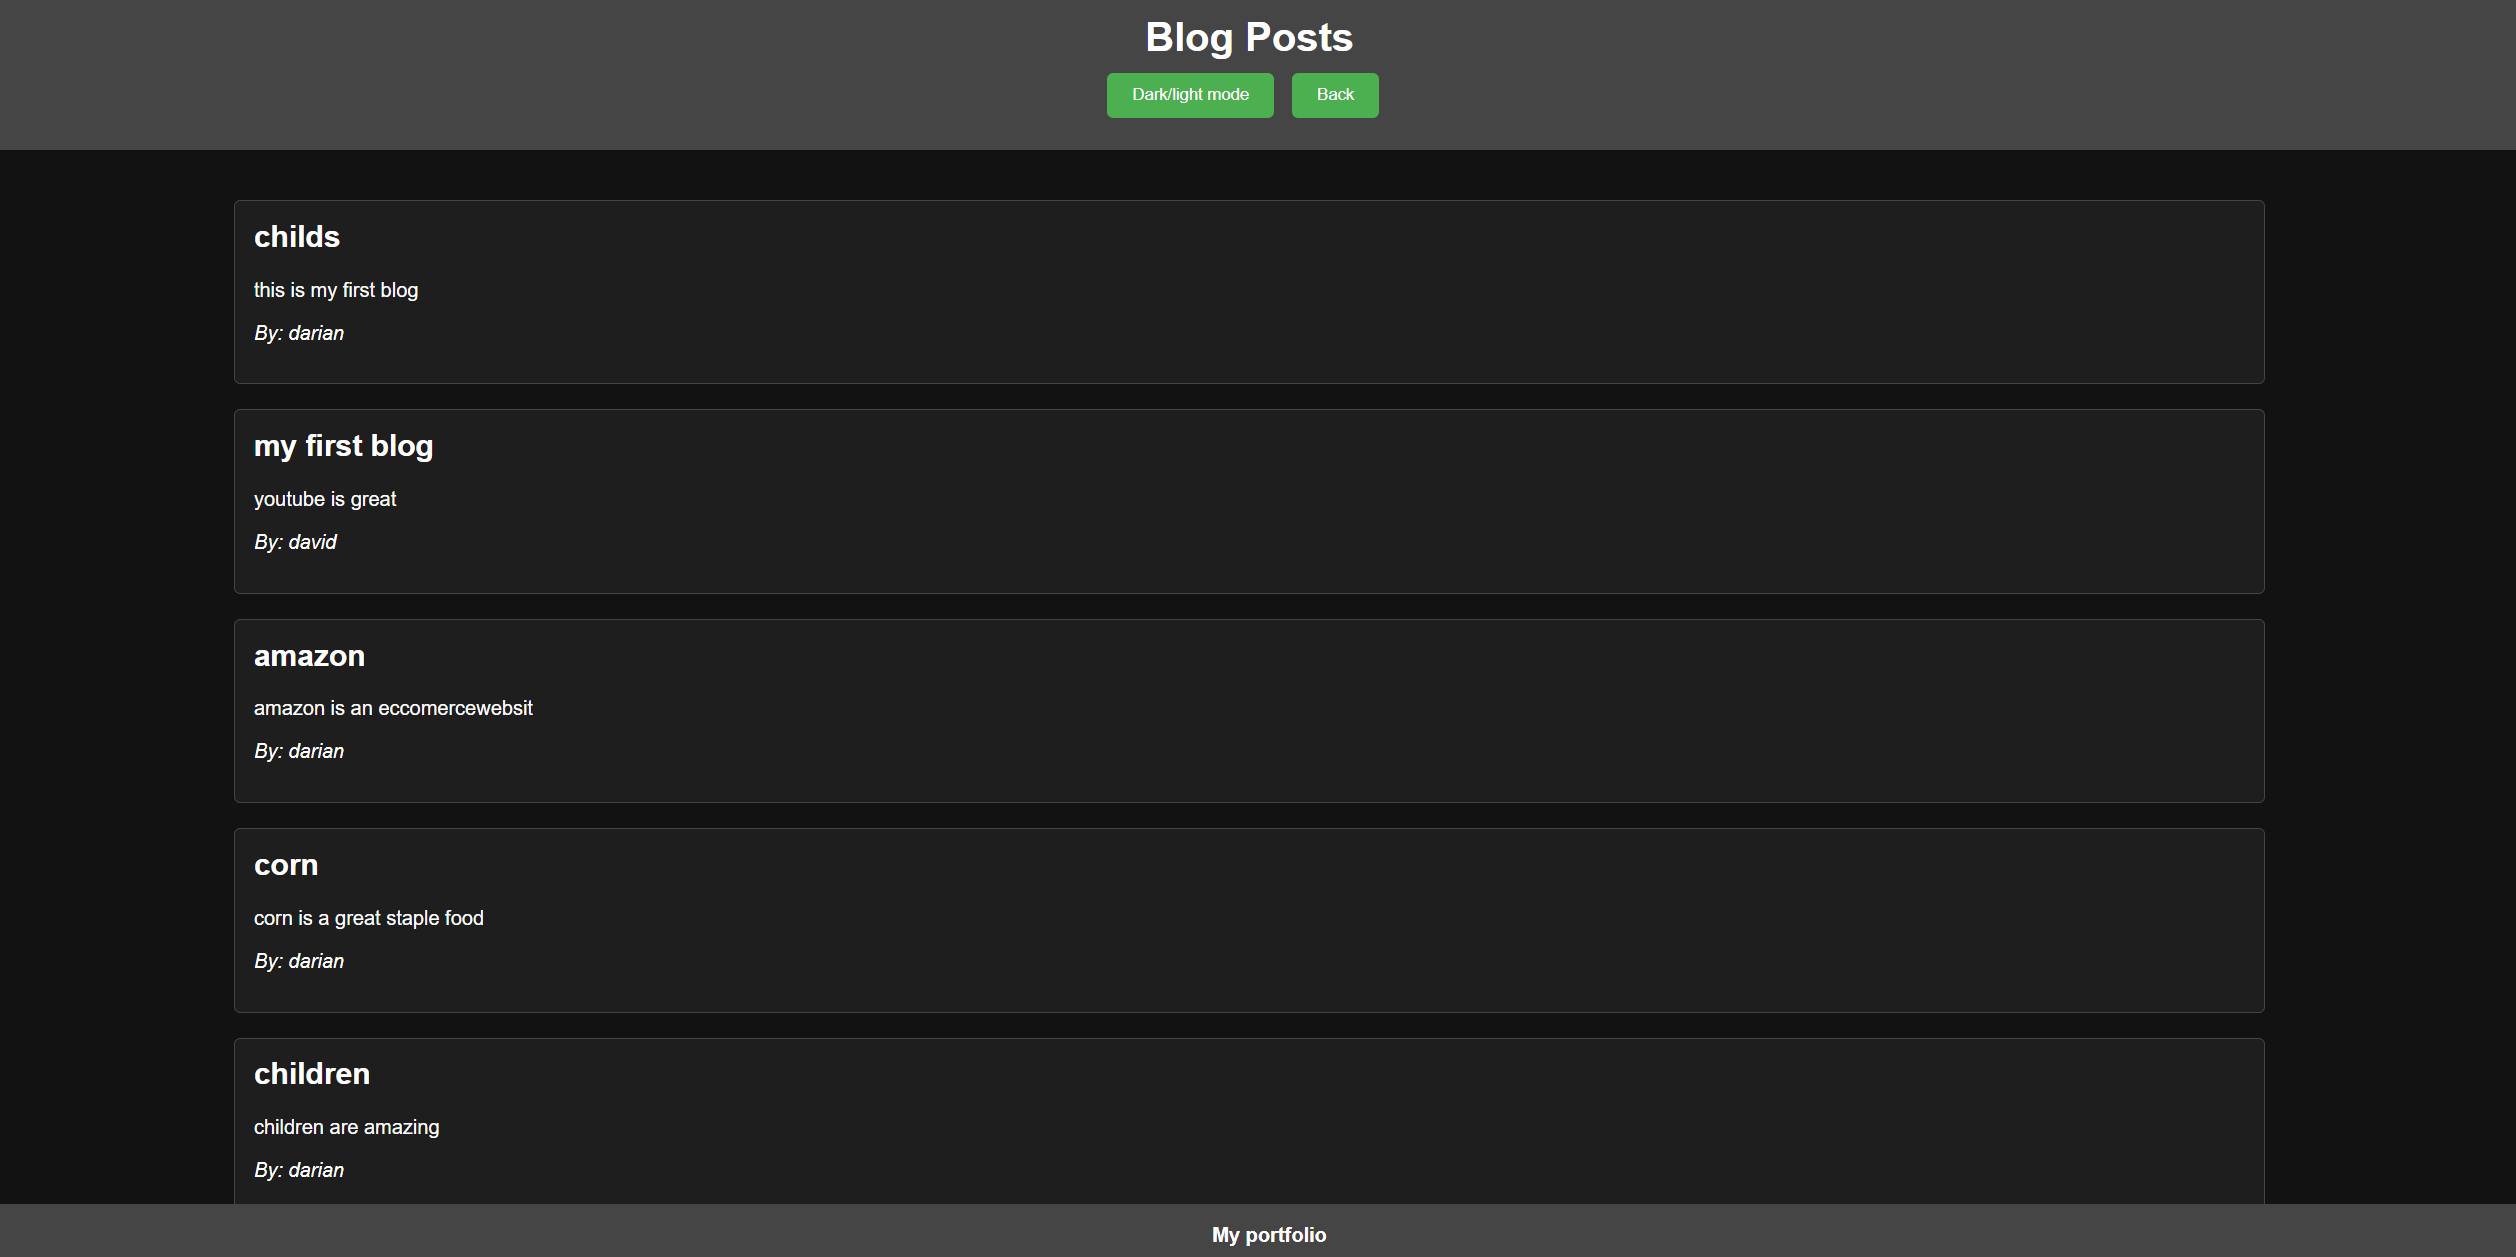 Blog Posts
Dark/light mode Back
childs
this is my first blog
By: darian
my first blog
youtube is great
By: david
amazon
amazon is an eccomercewebsit
By: darian
corn
corn is a great staple food
By: darian
children
children are amazing
By: darian
My portfolio